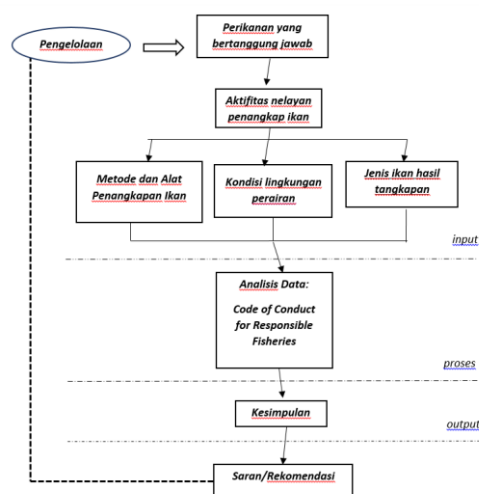 Pengelolaan
Perikanan yang
bertanggung jawab
Aktifitas nelayan
penangkap ikan
Metode dan Alat
Penangkapan Ikan
Kondisi lingkungan
perairan
Jenis ikan hasil
tangkapan
input
Analisis Data:
Code of Conduct
for Responsible
Fisheries
proses
Kesimpulan
output
Saran/Rekomendasi